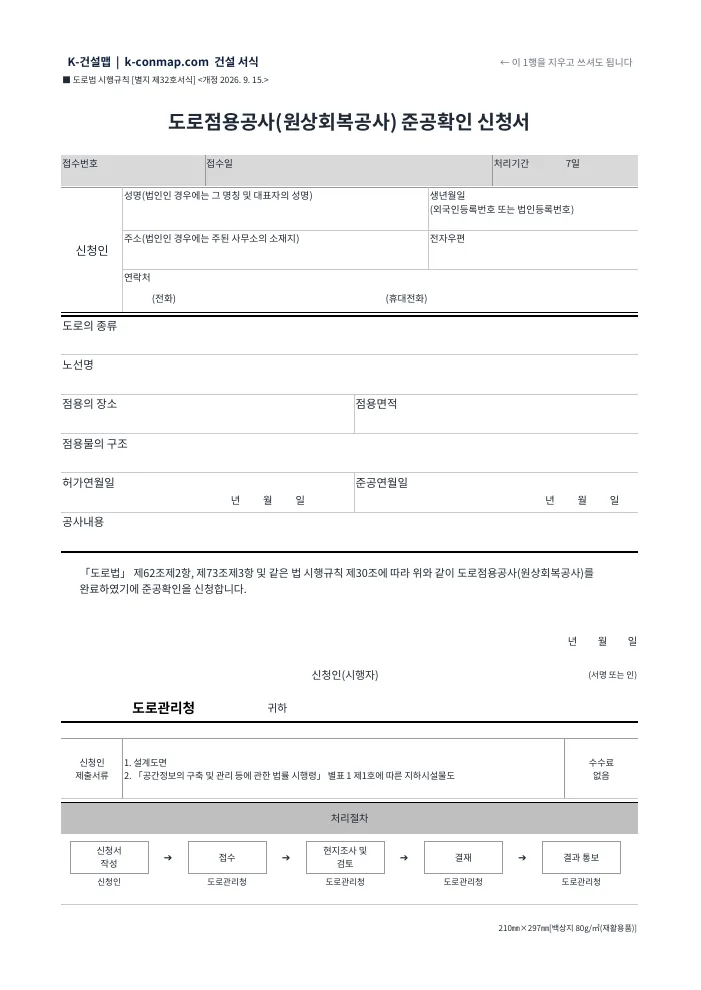 K-건설맵 | k-conmap.com 건설 서식
← 이 1행을 지우고 쓰셔도 됩니다
■ 도로법 시행규칙 [별지 제32호서식] <개정 2026. 9. 15.>
도로점용공사(원상회복공사) 준공확인 신청서
접수번호 접수일 처리기간 7일
신청인
성명(법인인 경우에는 그 명칭 및 대표자의 성명)
생년월일
(외국인등록번호 또는 법인등록번호)
주소(법인인 경우에는 주된 사무소의 소재지)
전자우편
연락처
(전화) (휴대전화)
도로의 종류
노선명
점용의 장소 점용면적
점용물의 구조
허가연월일 준공연월일
년 월 일 년 월 일
공사내용
「도로법」 제62조제2항, 제73조제3항 및 같은 법 시행규칙 제30조에 따라 위와 같이 도로점용공사(원상회복공사)를
완료하였기에 준공확인을 신청합니다.
년 월 일
신청인(시행자) (서명 또는 인)
도로관리청 귀하
신청인
제출서류
1. 설계도면
2. 「공간정보의 구축 및 관리 등에 관한 법률 시행령」 별표 1 제1호에 따른 지하시설물도
수수료
없음
처리절차
신청서
작성
➔ 접수 ➔
현지조사 및
검토
➔ 결재 ➔ 결과 통보
신청인 도로관리청 도로관리청 도로관리청 도로관리청
210㎜×297㎜[백상지 80g/㎡(재활용품)]